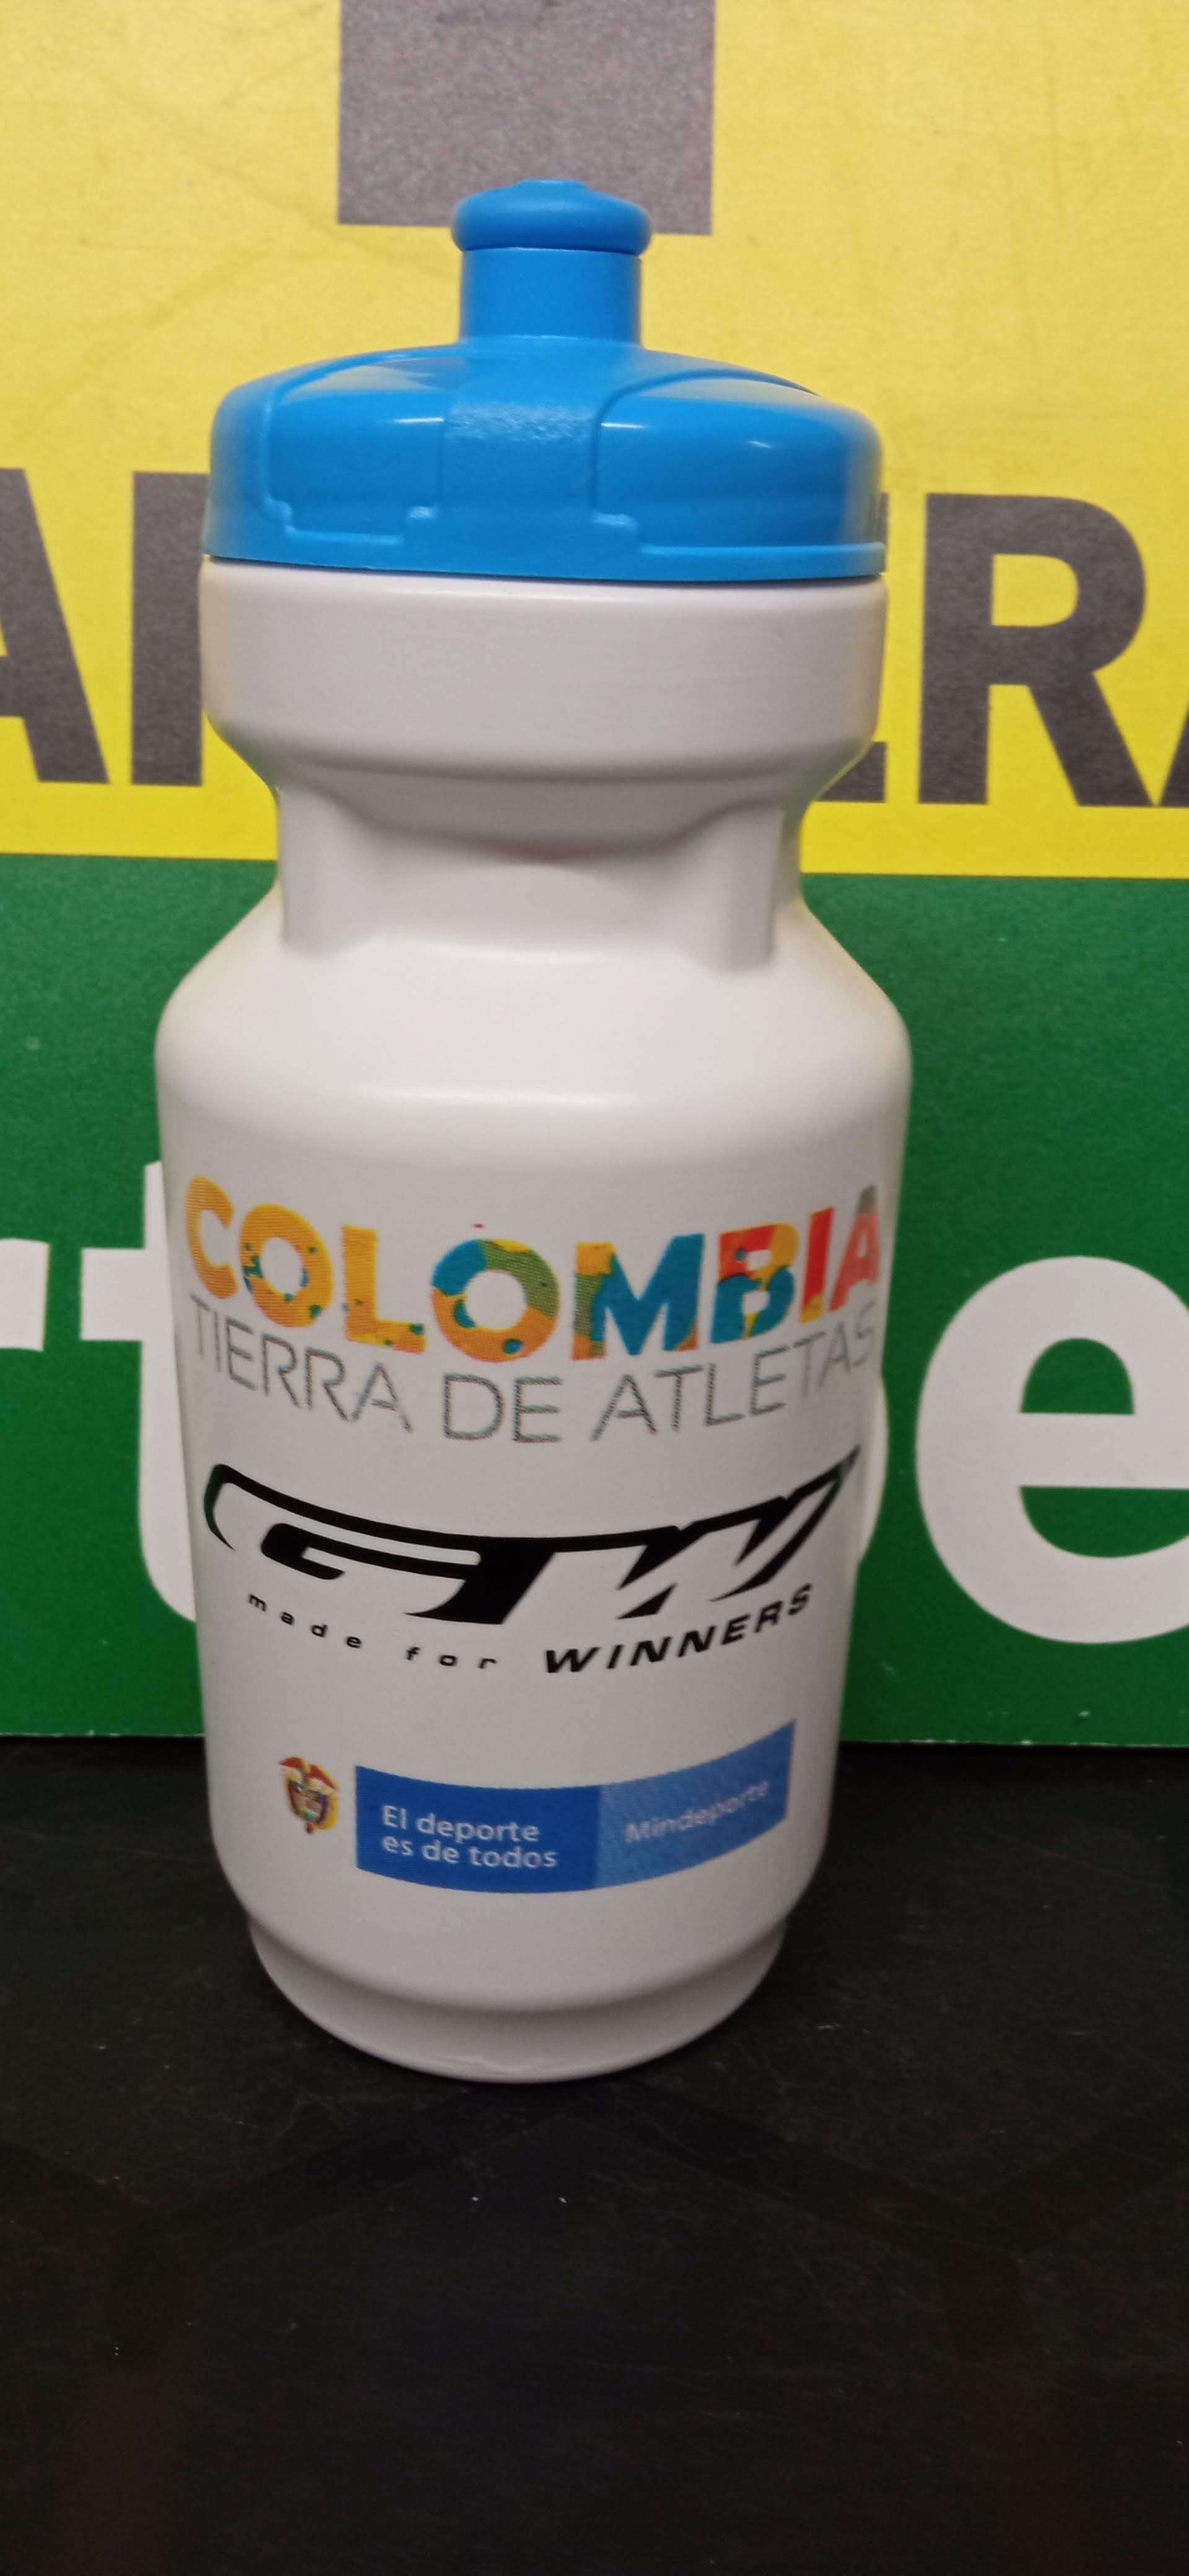 COLOMBIA
TIERRA DE ATLETAS
GW
made for WINNERS
El deporte
es de todos
Mindeporte